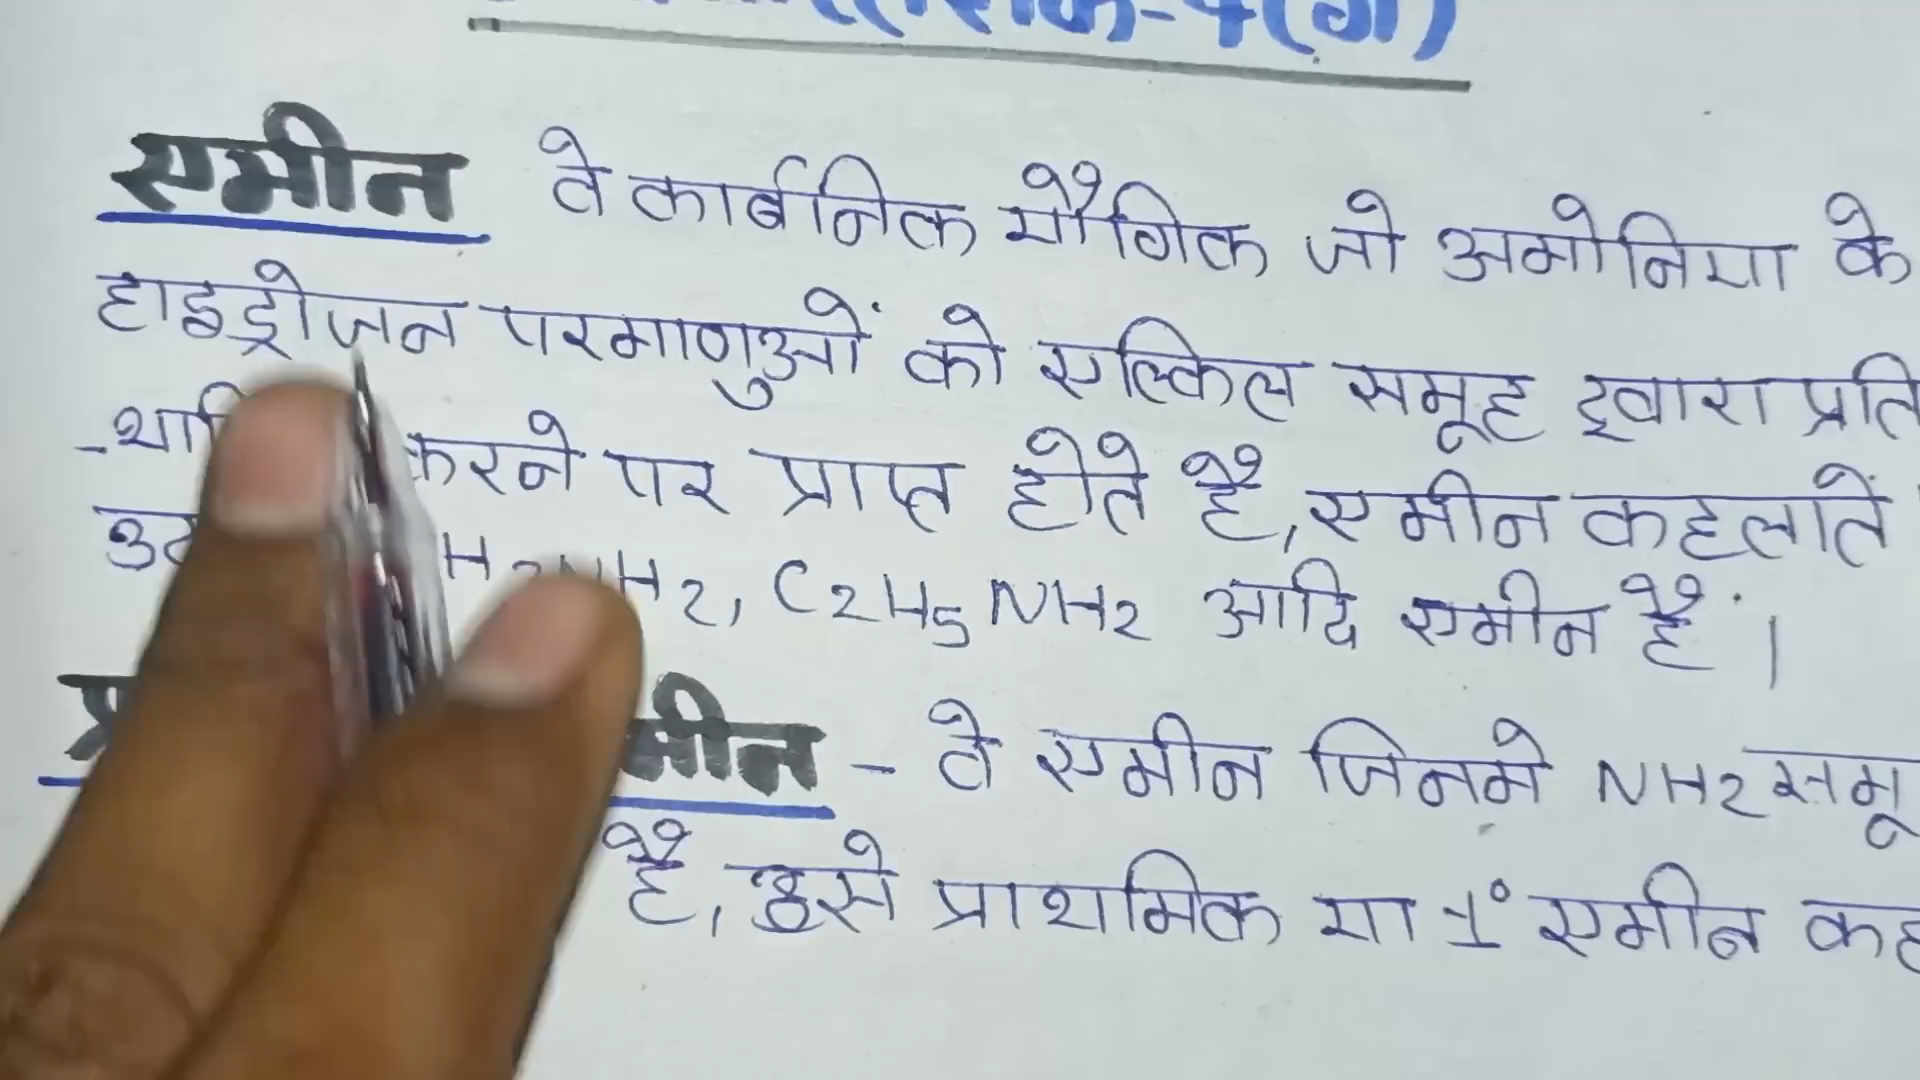 एमीन वे कार्बनिक यौगिक जो अमोनिया के
हाइड्रोजन परमाणुओं को एल्किल समूह द्वारा प्रति
करने पर प्राप्त होते है, एमीन कहलातें
H2, C2H5NH2 आदि एमीन हैं।
मीन - वे एमीन जिनमे NH2 समू
है, उसे प्राथमिक या 1° एमीन कह